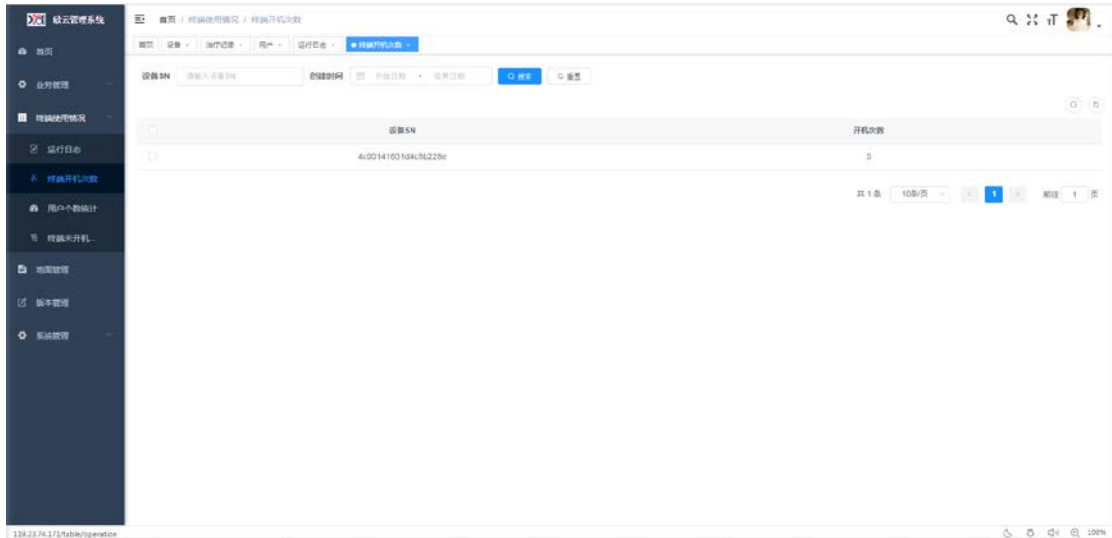 欣云管理系统
首页 / 终端使用情况 / 终端开机次数
首页 设备 治疗记录 用户 运行日志 终端开机次数
首页
业务管理
终端使用情况
运行日志
终端开机次数
用户个数统计
终端未开机...
地图管理
版本管理
系统管理
设备SN 请输入设备SN 创建时间 开始日期 - 结束日期 搜索 重置
设备SN 开机次数
5
共 1 条 10条/页 1 前往 1 页
119.23.74.171/table/operation
100%